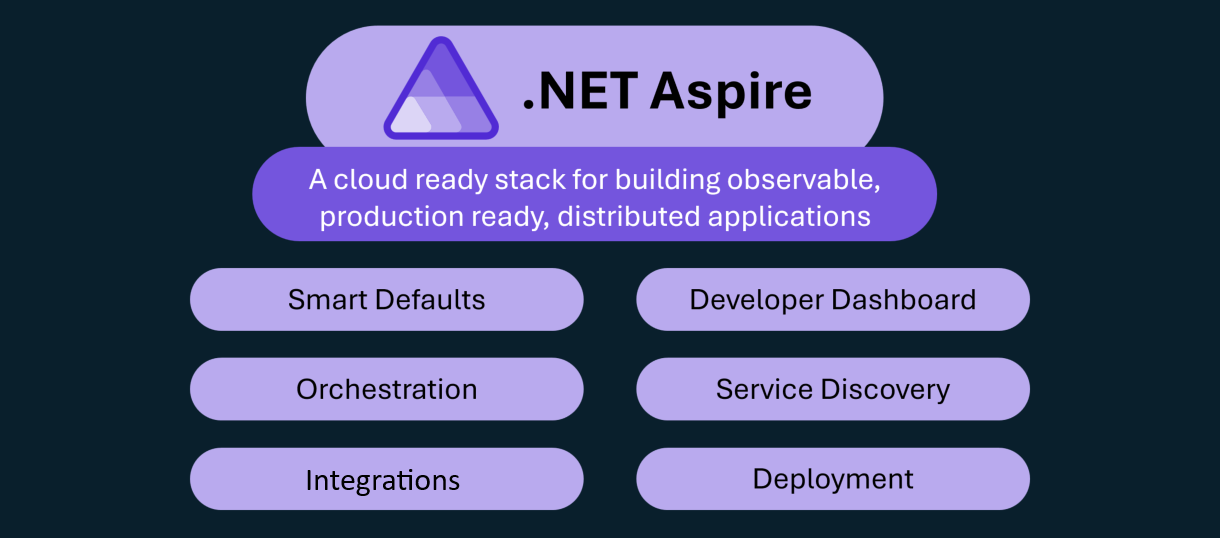 .NET Aspire
A cloud ready stack for building observable,
production ready, distributed applications
Smart Defaults
Developer Dashboard
Orchestration
Service Discovery
Integrations
Deployment